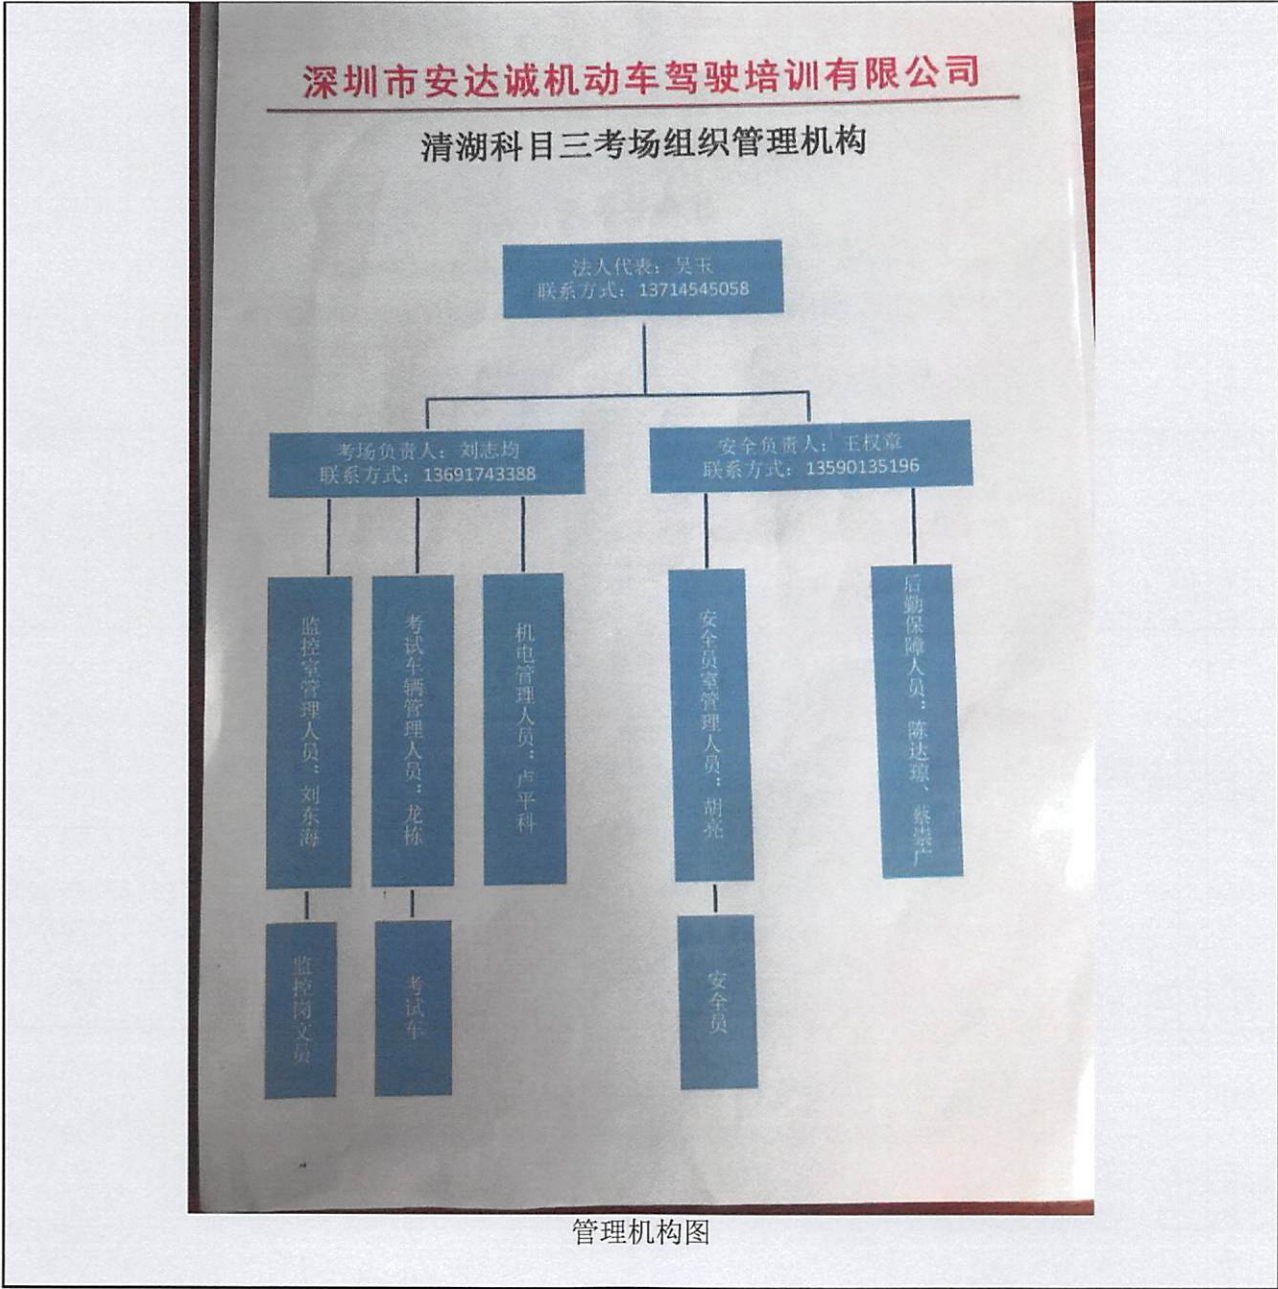 深圳市安达诚机动车驾驶培训有限公司
清湖科目三考场组织管理机构
法人代表：吴玉
联系方式：13714545058
考场负责人：刘志均
联系方式：13691743388
安全负责人：王权章
联系方式：13590135196
监控室管理人员：刘东海
考试车辆管理人员：龙栋
机电管理人员：卢平科
安全员室管理人员：胡亮
后勤保障人员：陈达琼、蔡崇广
监控岗文员
考试车
安全员
管理机构图